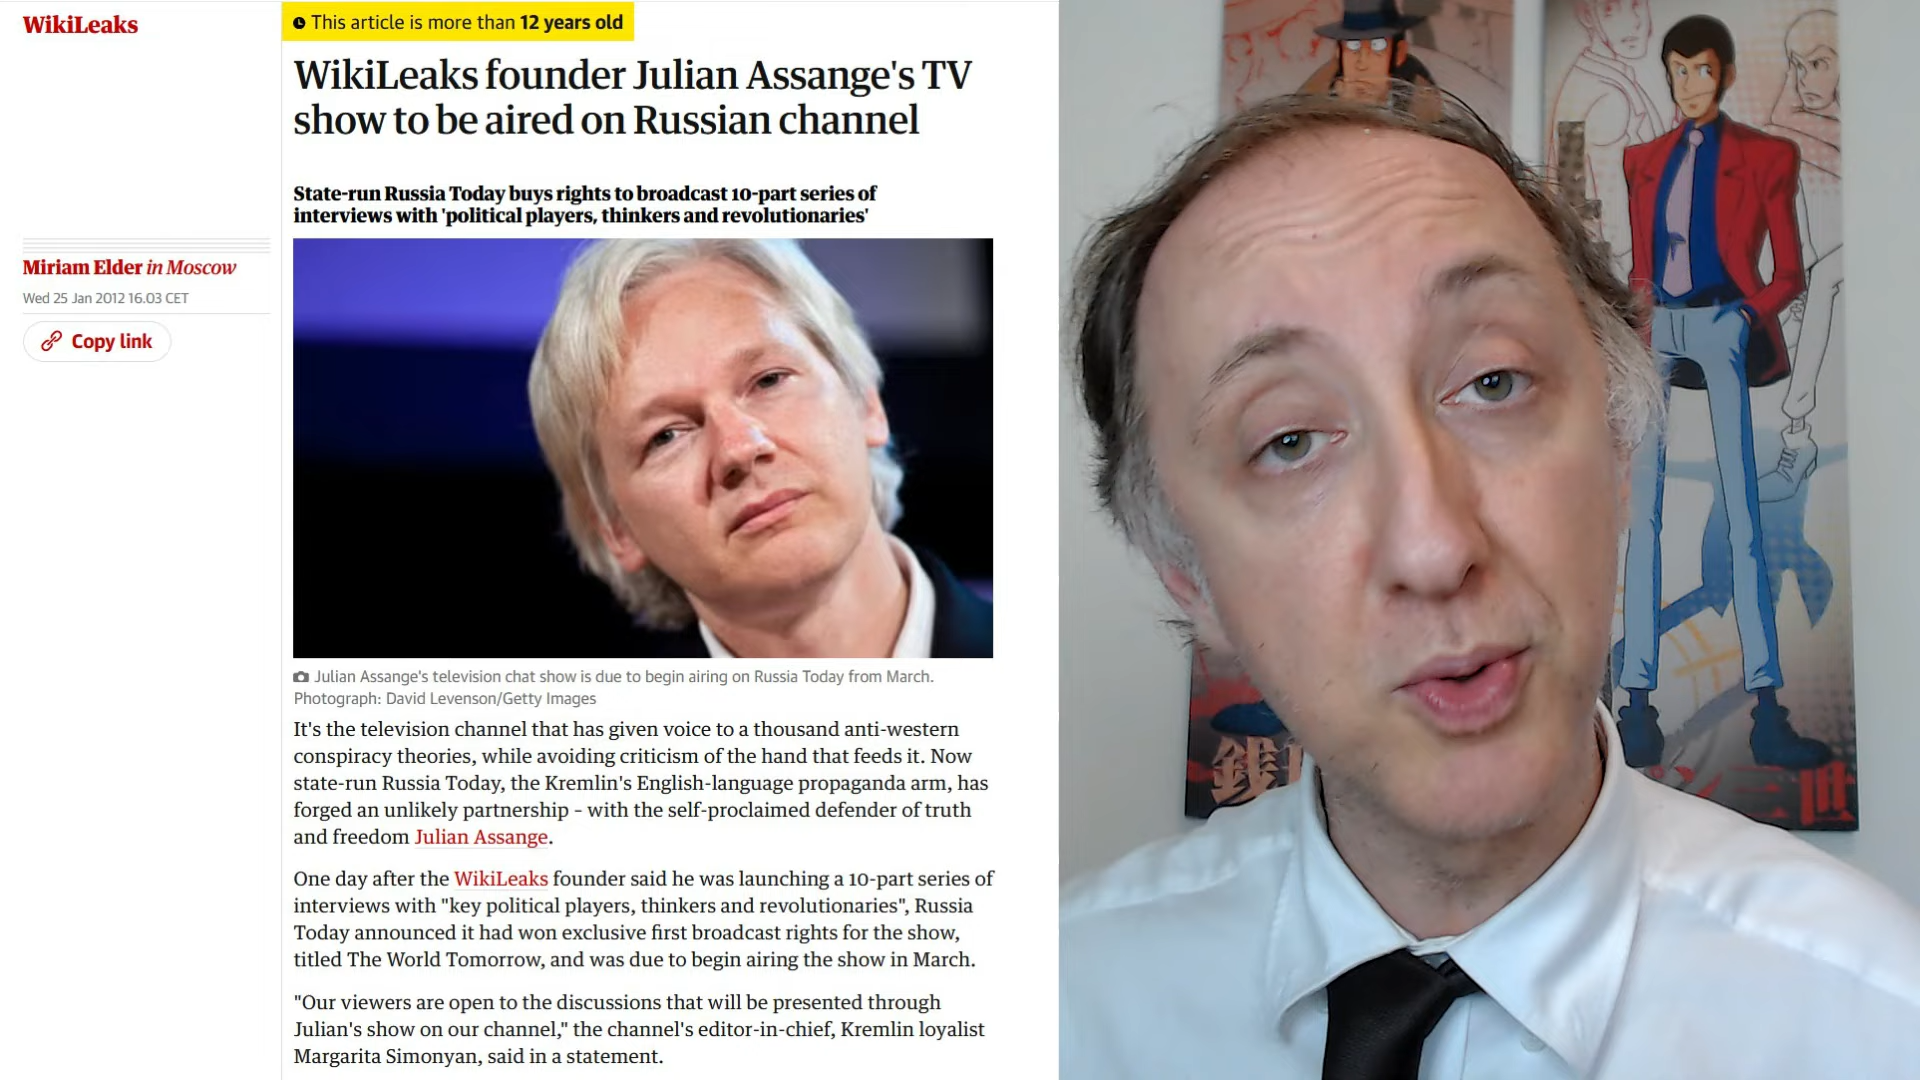 WikiLeaks
This article is more than 12 years old
WikiLeaks founder Julian Assange's TV
show to be aired on Russian channel
State-run Russia Today buys rights to broadcast 10-part series of
interviews with 'political players, thinkers and revolutionaries'
Miriam Elder in Moscow
Wed 25 Jan 2012 16.03 CET
Copy link
Julian Assange's television chat show is due to begin airing on Russia Today from March.
Photograph: David Levenson/Getty Images
It's the television channel that has given voice to a thousand anti-western
conspiracy theories, while avoiding criticism of the hand that feeds it. Now
state-run Russia Today, the Kremlin's English-language propaganda arm, has
forged an unlikely partnership – with the self-proclaimed defender of truth
and freedom Julian Assange.
One day after the WikiLeaks founder said he was launching a 10-part series of
interviews with "key political players, thinkers and revolutionaries", Russia
Today announced it had won exclusive first broadcast rights for the show,
titled The World Tomorrow, and was due to begin airing the show in March.
"Our viewers are open to the discussions that will be presented through
Julian's show on our channel," the channel's editor-in-chief, Kremlin loyalist
Margarita Simonyan, said in a statement.
銭
ン三世